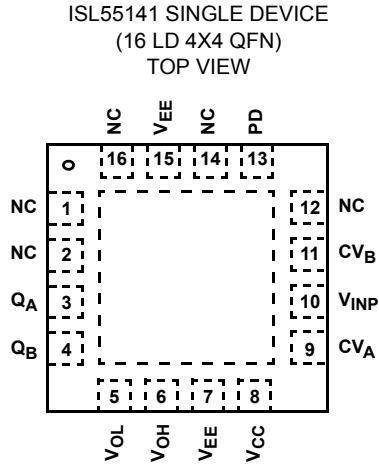 ISL55141 SINGLE DEVICE
(16 LD 4X4 QFN)
TOP VIEW
NC VEE NC PD
16 15 14 13
NC 1 12 NC
NC 2 11 CVB
QA 3 10 VINP
QB 4 9 CVA
5 6 7 8
VOL VOH VEE VCC